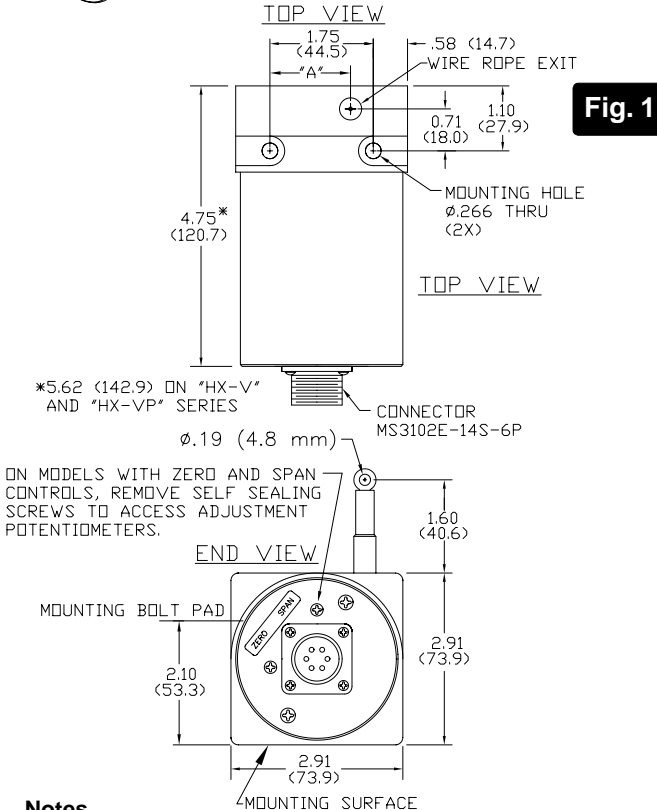 TOP VIEW
1.75
(44.5)
.58 (14.7)
"A"
WIRE ROPE EXIT
Fig. 1
0.71
(18.0)
1.10
(27.9)
4.75*
(120.7)
MOUNTING HOLE
ø.266 THRU
(2X)
TOP VIEW
*5.62 (142.9) ON "HX-V"
AND "HX-VP" SERIES
CONNECTOR
MS3102E-14S-6P
ø.19 (4.8 mm)
ON MODELS WITH ZERO AND SPAN
CONTROLS, REMOVE SELF SEALING
SCREWS TO ACCESS ADJUSTMENT
POTENTIOMETERS.
1.60
(40.6)
END VIEW
MOUNTING BOLT PAD
ZERO SPAN
2.10
(53.3)
2.91
(73.9)
2.91
(73.9)
MOUNTING SURFACE
Notes